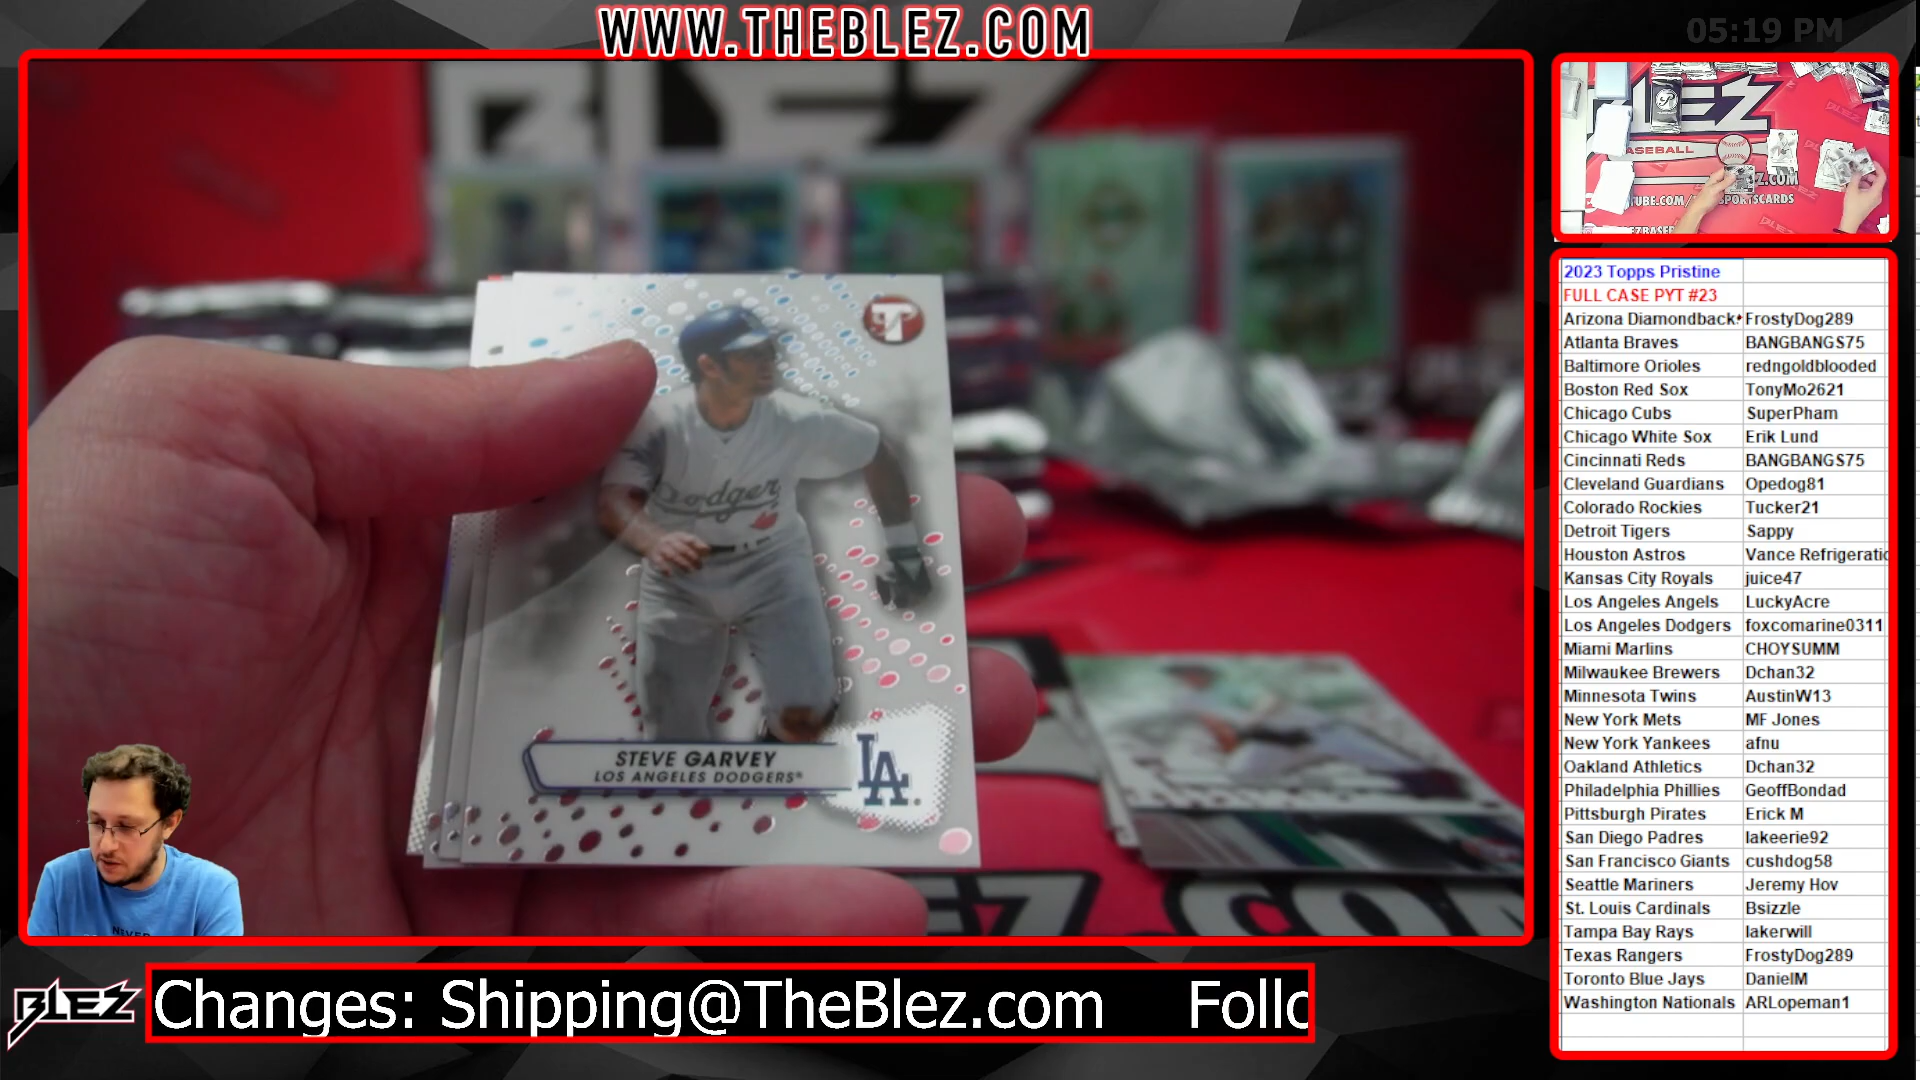 WWW.THEBLEZ.COM
05:19 PM
Dodgers
STEVE GARVEY
LOS ANGELES DODGERS®
LA
BLEZ
Changes: Shipping@TheBlez.com Follo
2023 Topps Pristine
FULL CASE PYT #23
Arizona Diamondback FrostyDog289
Atlanta Braves BANGBANGS75
Baltimore Orioles redngoldblooded
Boston Red Sox TonyMo2621
Chicago Cubs SuperPham
Chicago White Sox Erik Lund
Cincinnati Reds BANGBANGS75
Cleveland Guardians Opedog81
Colorado Rockies Tucker21
Detroit Tigers Sappy
Houston Astros Vance Refrigeratio
Kansas City Royals juice47
Los Angeles Angels LuckyAcre
Los Angeles Dodgers foxcomarine0311
Miami Marlins CHOYSUMM
Milwaukee Brewers Dchan32
Minnesota Twins AustinW13
New York Mets MF Jones
New York Yankees afnu
Oakland Athletics Dchan32
Philadelphia Phillies GeoffBondad
Pittsburgh Pirates Erick M
San Diego Padres lakeerie92
San Francisco Giants cushdog58
Seattle Mariners Jeremy Hov
St. Louis Cardinals Bsizzle
Tampa Bay Rays lakerwill
Texas Rangers FrostyDog289
Toronto Blue Jays DanielM
Washington Nationals ARLopeman1